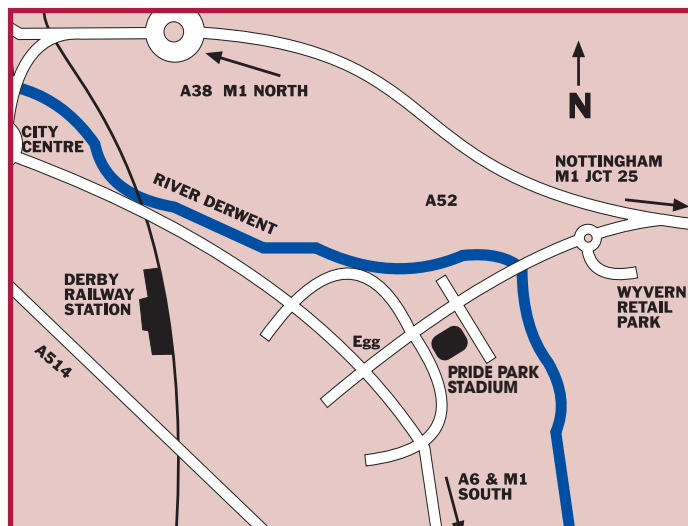 A38 M1 NORTH
N
CITY
CENTRE
NOTTINGHAM
M1 JCT 25
RIVER DERWENT
A52
DERBY
RAILWAY
STATION
WYVERN
RETAIL
PARK
Egg
A514
PRIDE PARK
STADIUM
A6 & M1
SOUTH